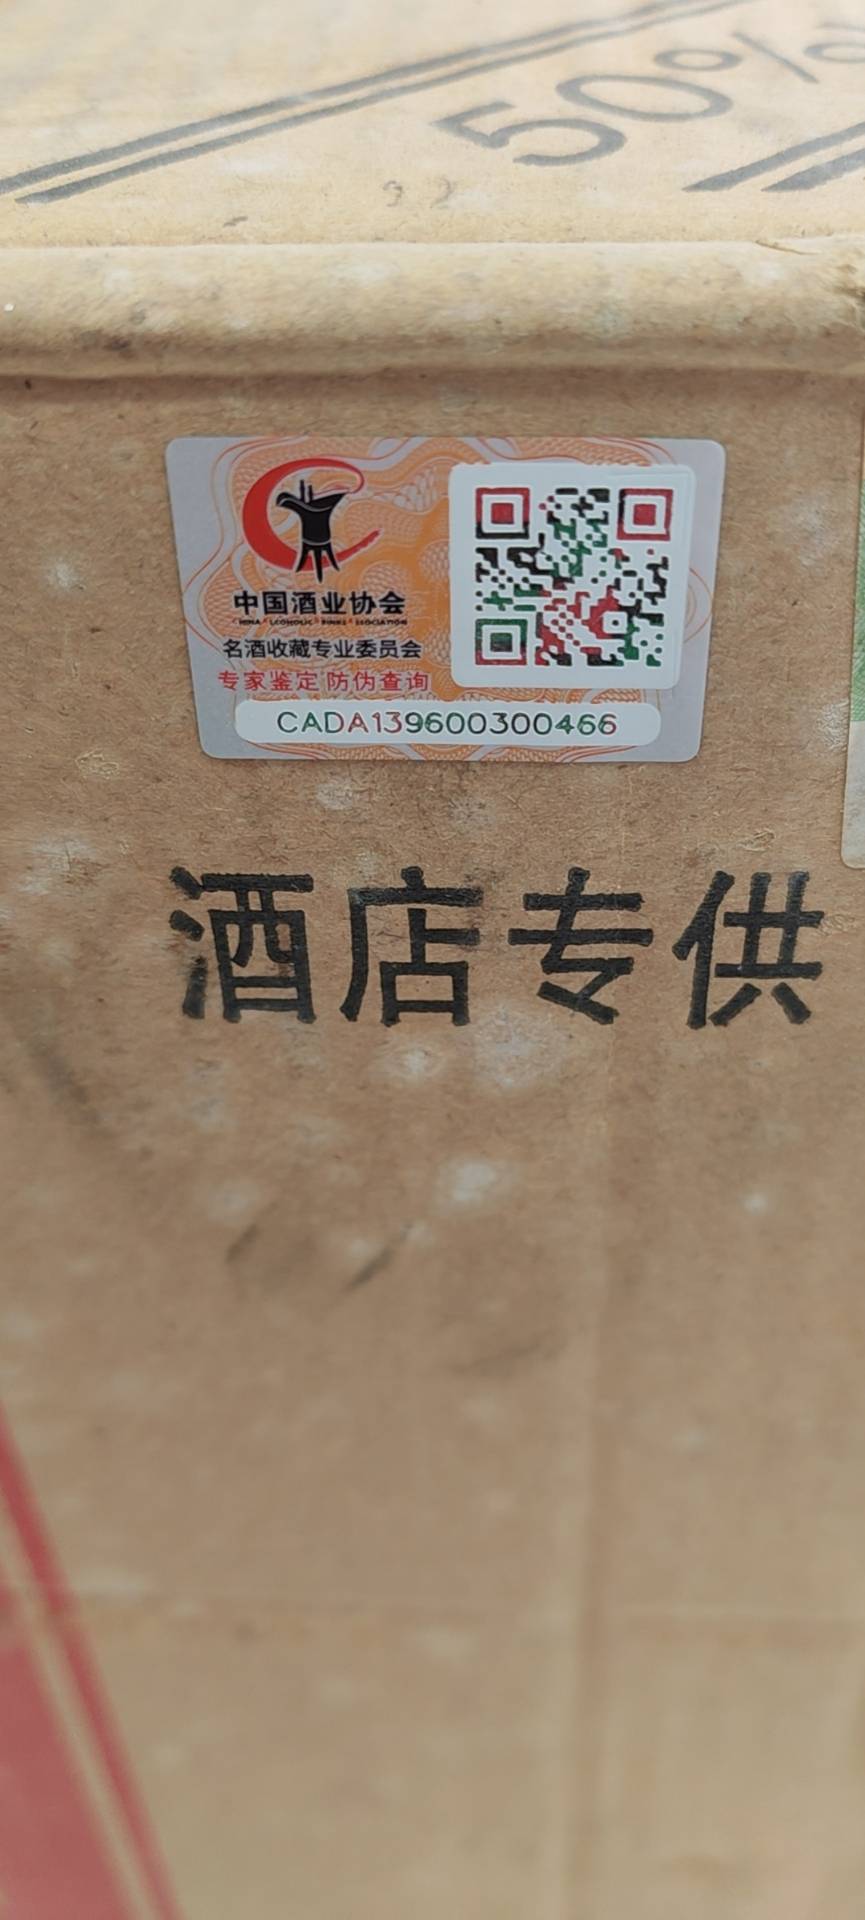 50%
92
中国酒业协会
名酒收藏专业委员会
专家鉴定 防伪查询
CADA139600300466
酒店专供